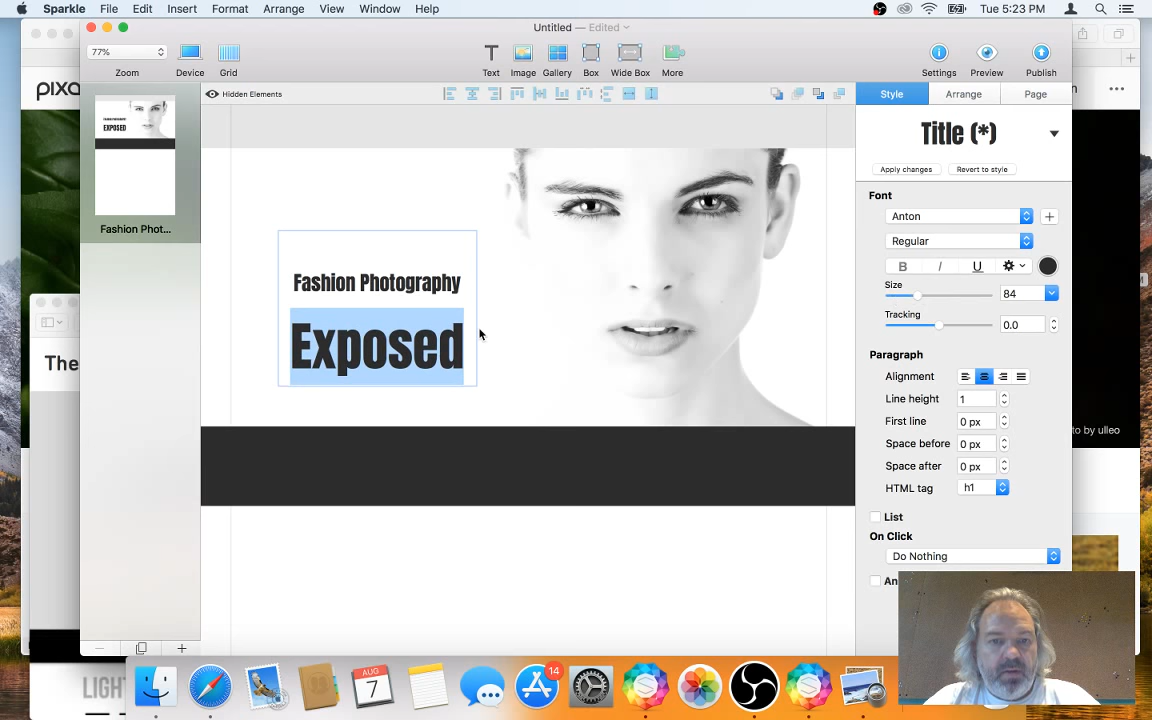 Sparkle File Edit Insert Format Arrange View Window Help Tue 5:23 PM
Untitled — Edited
77%
Zoom Device Grid Text Image Gallery Box Wide Box More Settings Preview Publish
Hidden Elements
Style Arrange Page
pixa
EXPOSED
Fashion Phot...
Fashion Photography
Exposed
Title (*)
Apply changes Revert to style
Font
Anton
Regular
B I U
Size
84
Tracking
0.0
Paragraph
Alignment
Line height 1
First line 0 px
Space before 0 px
Space after 0 px
HTML tag h1
List
On Click
Do Nothing
An
The
to by ulleo
LIGHT
AUG
7
14